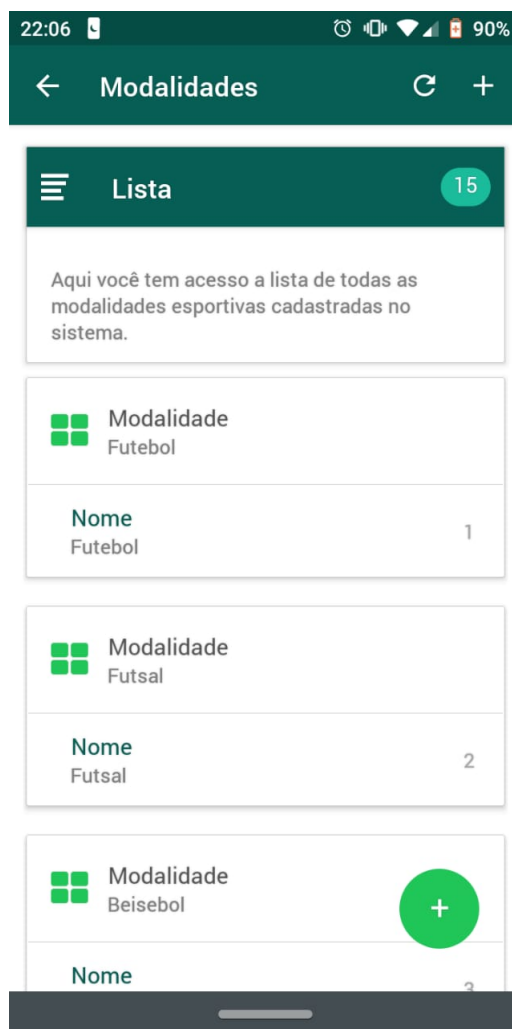 22:06 90%
Modalidades
Lista 15
Aqui você tem acesso a lista de todas as
modalidades esportivas cadastradas no
sistema.
Modalidade
Futebol
Nome
Futebol 1
Modalidade
Futsal
Nome
Futsal 2
Modalidade
Beisebol
+
Nome
3